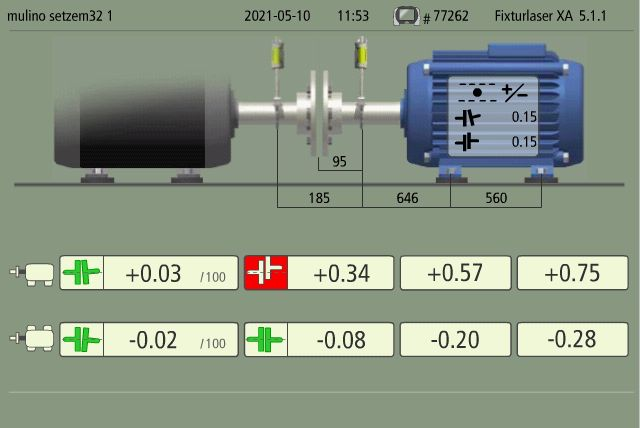 mulino setzem32 1 2021-05-10 11:53 # 77262 Fixturlaser XA 5.1.1
+/-
0.15
0.15
95
185 646 560
+0.03 /100 +0.34 +0.57 +0.75
-0.02 /100 -0.08 -0.20 -0.28